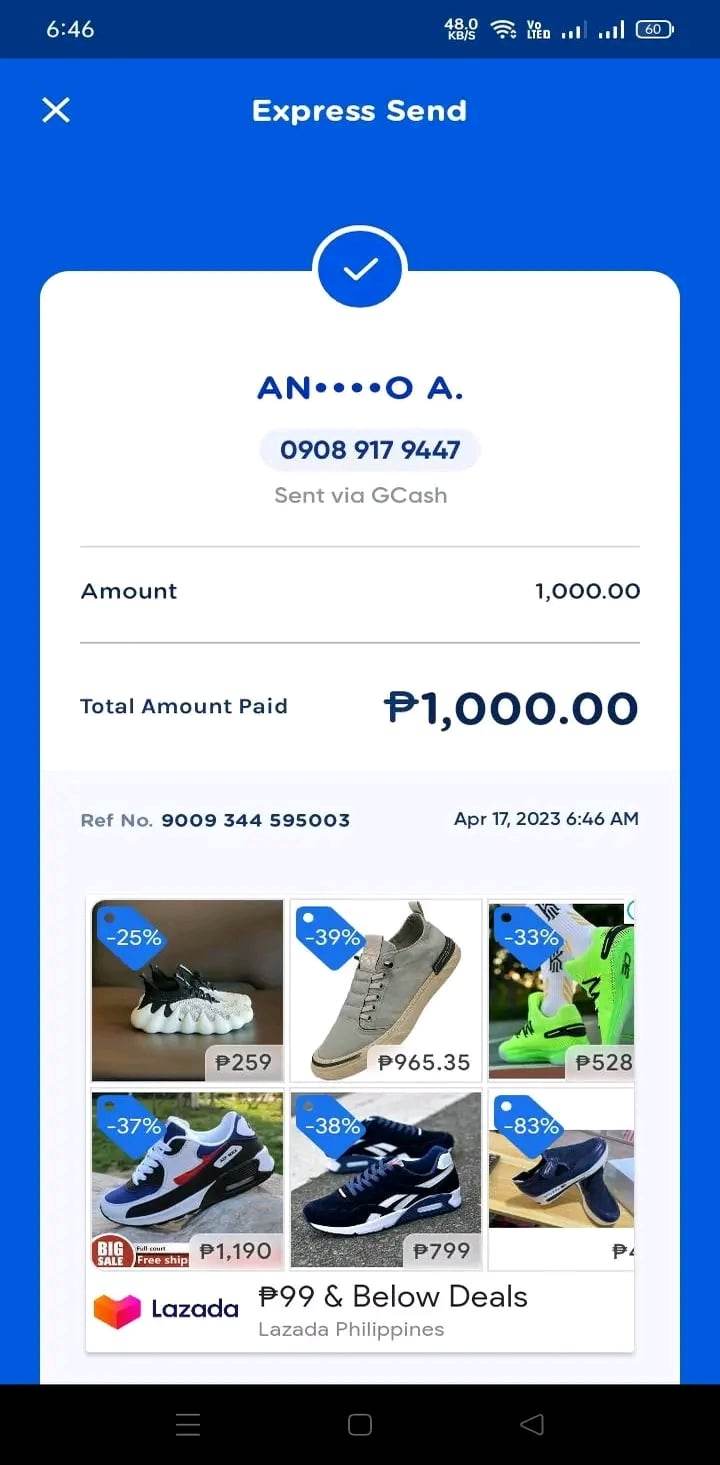 6:46
48.0
KB/S
Vo
LTE
60
Express Send
AN••••O A.
0908 917 9447
Sent via GCash
Amount 1,000.00
Total Amount Paid ₱1,000.00
Ref No. 9009 344 595003 Apr 17, 2023 6:46 AM
-25% -39% -33%
₱259 ₱965.35 ₱528
-37% -38% -83%
BIG
SALE
Full court
Free ship
₱1,190 ₱799
Lazada
₱99 & Below Deals
Lazada Philippines